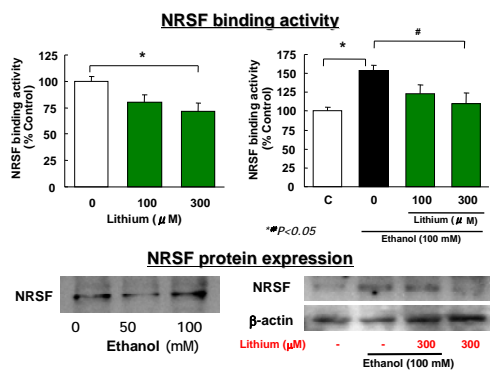 NRSF binding activity
NRSF binding activity
(% Control)
125
100
75
50
25
0
*
0 100 300
Lithium (μM)
NRSF binding activity
(% Control)
175
150
125
100
75
50
25
0
*
#
C 0 100 300
Lithium (μM)
*#P<0.05
Ethanol (100 mM)
NRSF protein expression
NRSF
0 50 100
Ethanol (mM)
NRSF
β-actin
Lithium (μM) - - 300 300
Ethanol (100 mM)